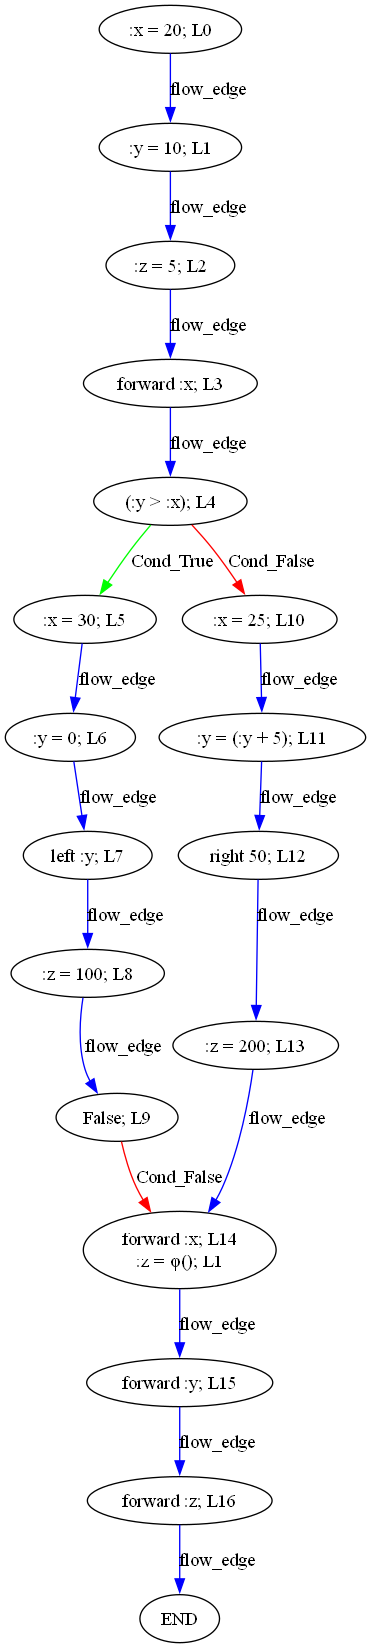 :x = 20; L0
flow_edge
:y = 10; L1
flow_edge
:z = 5; L2
flow_edge
forward :x; L3
flow_edge
(:y > :x); L4
Cond_True
Cond_False
:x = 30; L5
:x = 25; L10
flow_edge
flow_edge
:y = 0; L6
:y = (:y + 5); L11
flow_edge
flow_edge
left :y; L7
right 50; L12
flow_edge
flow_edge
:z = 100; L8
:z = 200; L13
flow_edge
False; L9
flow_edge
Cond_False
forward :x; L14
:z = φ(); L1
flow_edge
forward :y; L15
flow_edge
forward :z; L16
flow_edge
END